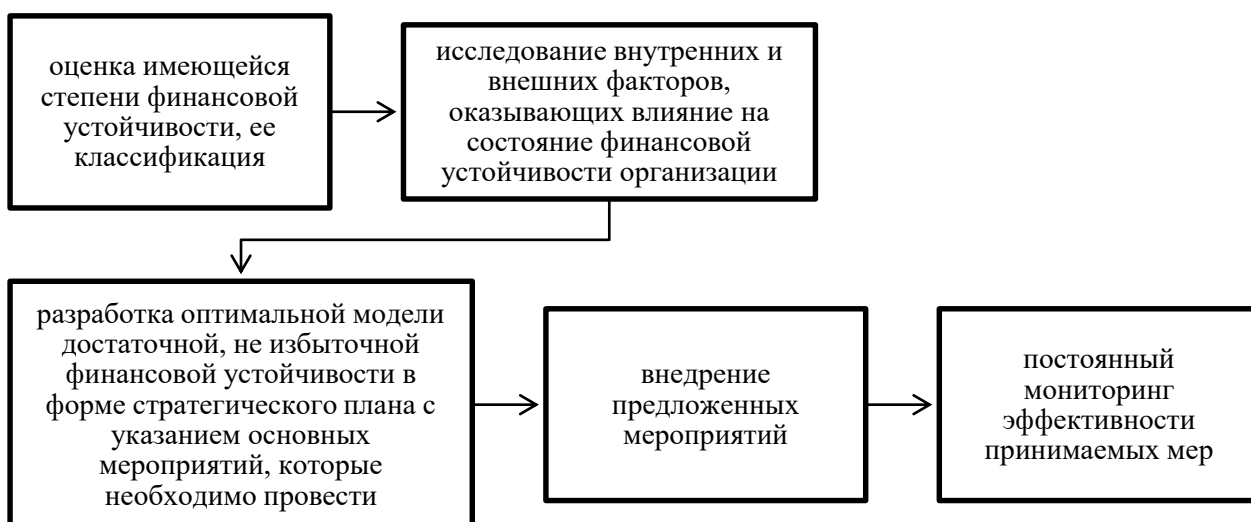 оценка имеющейся
степени финансовой
устойчивости, ее
классификация
исследование внутренних и
внешних факторов,
оказывающих влияние на
состояние финансовой
устойчивости организации
разработка оптимальной модели
достаточной, не избыточной
финансовой устойчивости в
форме стратегического плана с
указанием основных
мероприятий, которые
необходимо провести
внедрение
предложенных
мероприятий
постоянный
мониторинг
эффективности
принимаемых мер